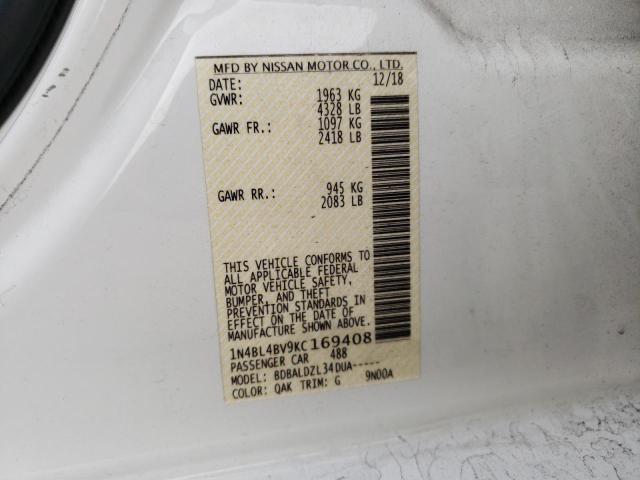 MFD BY NISSAN MOTOR CO., LTD.
DATE: 12/18
GVWR: 1963 KG
4328 LB
GAWR FR.: 1097 KG
2418 LB
GAWR RR.: 945 KG
2083 LB
THIS VEHICLE CONFORMS TO
ALL APPLICABLE FEDERAL
MOTOR VEHICLE SAFETY,
BUMPER, AND THEFT
PREVENTION STANDARDS IN
EFFECT ON THE DATE OF
MANUFACTURE SHOWN ABOVE.
1N4BL4BV9KC169408
PASSENGER CAR 488
MODEL: BDBALDZL34DUA-----
COLOR: QAK TRIM: G 9N00A